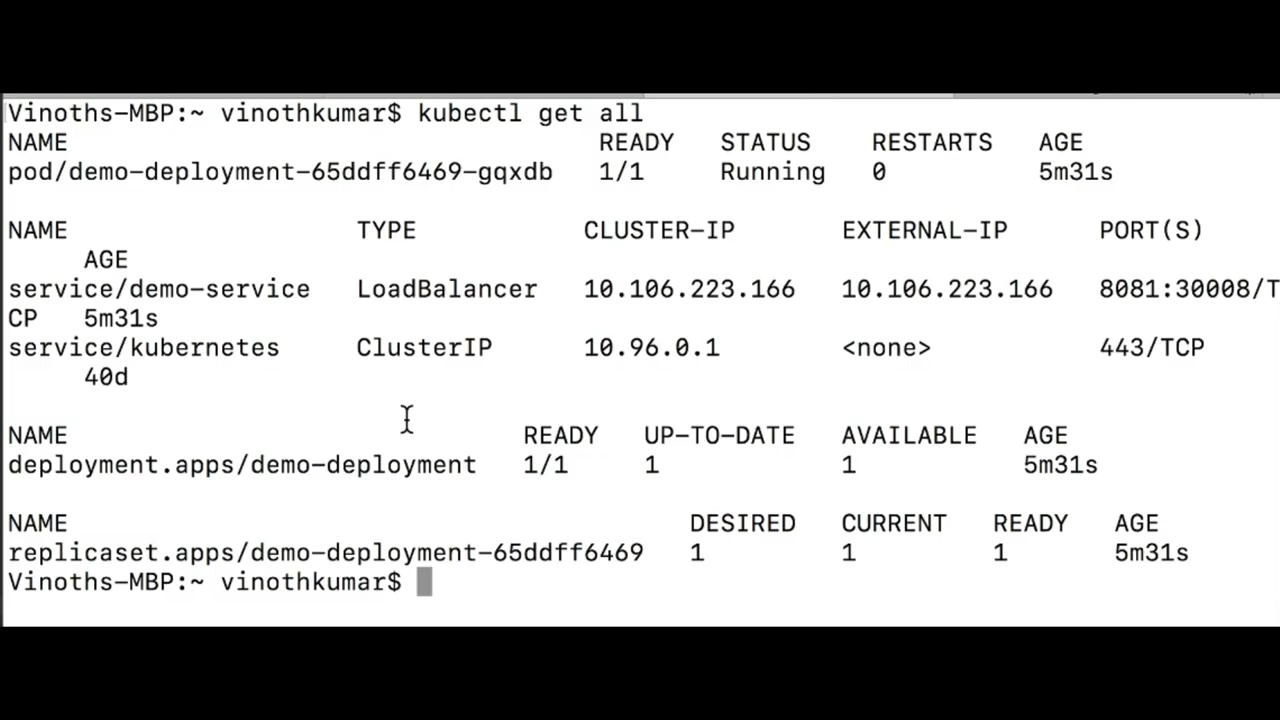 Vinoths-MBP:~ vinothkumar$ kubectl get all
NAME READY STATUS RESTARTS AGE
pod/demo-deployment-65ddff6469-gqxdb 1/1 Running 0 5m31s
NAME TYPE CLUSTER-IP EXTERNAL-IP PORT(S)
AGE
service/demo-service LoadBalancer 10.106.223.166 10.106.223.166 8081:30008/T
CP 5m31s
service/kubernetes ClusterIP 10.96.0.1 <none> 443/TCP
40d
NAME READY UP-TO-DATE AVAILABLE AGE
deployment.apps/demo-deployment 1/1 1 1 5m31s
NAME DESIRED CURRENT READY AGE
replicaset.apps/demo-deployment-65ddff6469 1 1 1 5m31s
Vinoths-MBP:~ vinothkumar$